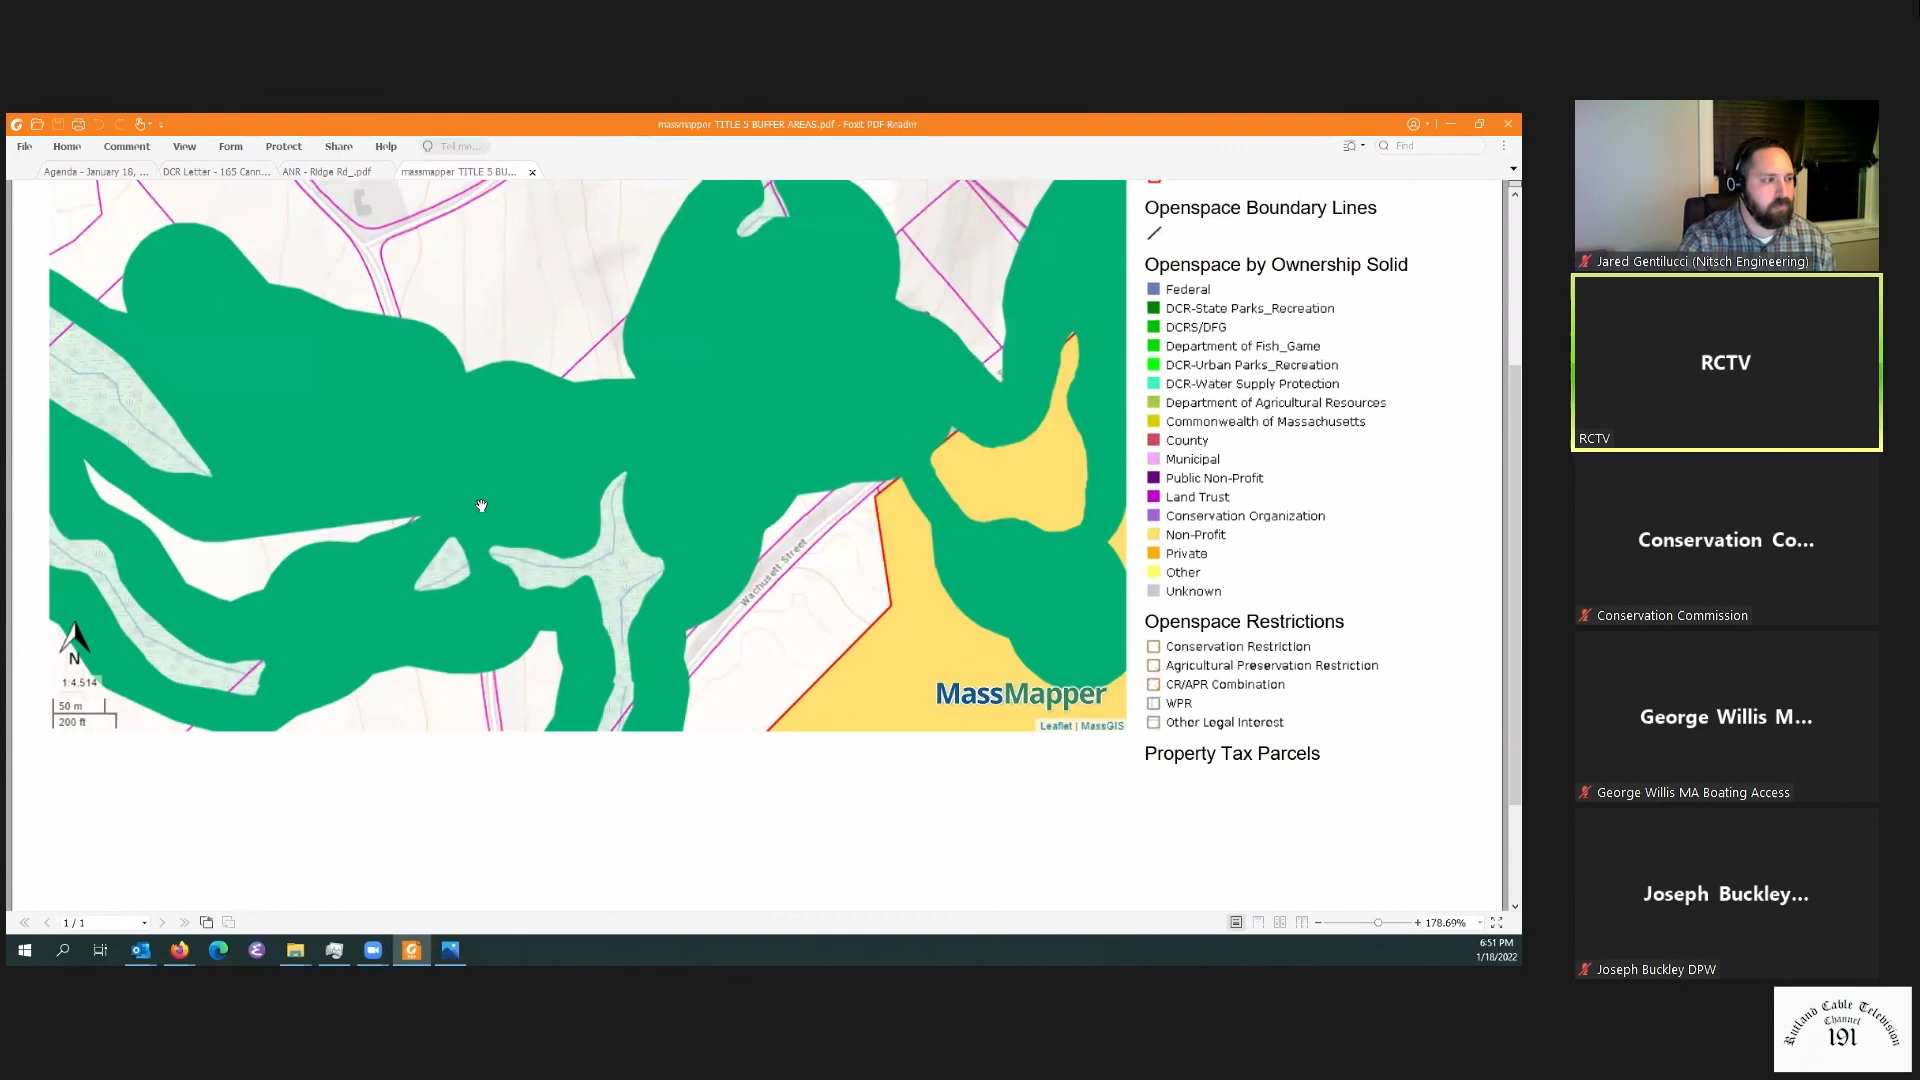 massmapper TITLE 5 BUFFER AREAS.pdf - Foxit PDF Reader
File Home Comment View Form Protect Share Help Tell me... Find
Agenda - January 18, ... DCR Letter - 165 Cann... ANR - Ridge Rd_.pdf massmapper TITLE 5 BU...
Openspace Boundary Lines
Openspace by Ownership Solid
Federal
DCR-State Parks_Recreation
DCRS/DFG
Department of Fish_Game
DCR-Urban Parks_Recreation
DCR-Water Supply Protection
Department of Agricultural Resources
Commonwealth of Massachusetts
County
Municipal
Public Non-Profit
Land Trust
Conservation Organization
Non-Profit
Private
Other
Unknown
Openspace Restrictions
Conservation Restriction
Agricultural Preservation Restriction
CR/APR Combination
WPR
Other Legal Interest
Property Tax Parcels
Wachusett Street
N
1:4,514
50 m
200 ft
MassMapper
Leaflet | MassGIS
1 / 1
178.69%
6:51 PM
1/18/2022
Jared Gentilucci (Nitsch Engineering)
RCTV
RCTV
Conservation Co...
Conservation Commission
George Willis M...
George Willis MA Boating Access
Joseph Buckley...
Joseph Buckley DPW
Rutland Cable Television
Channel
191